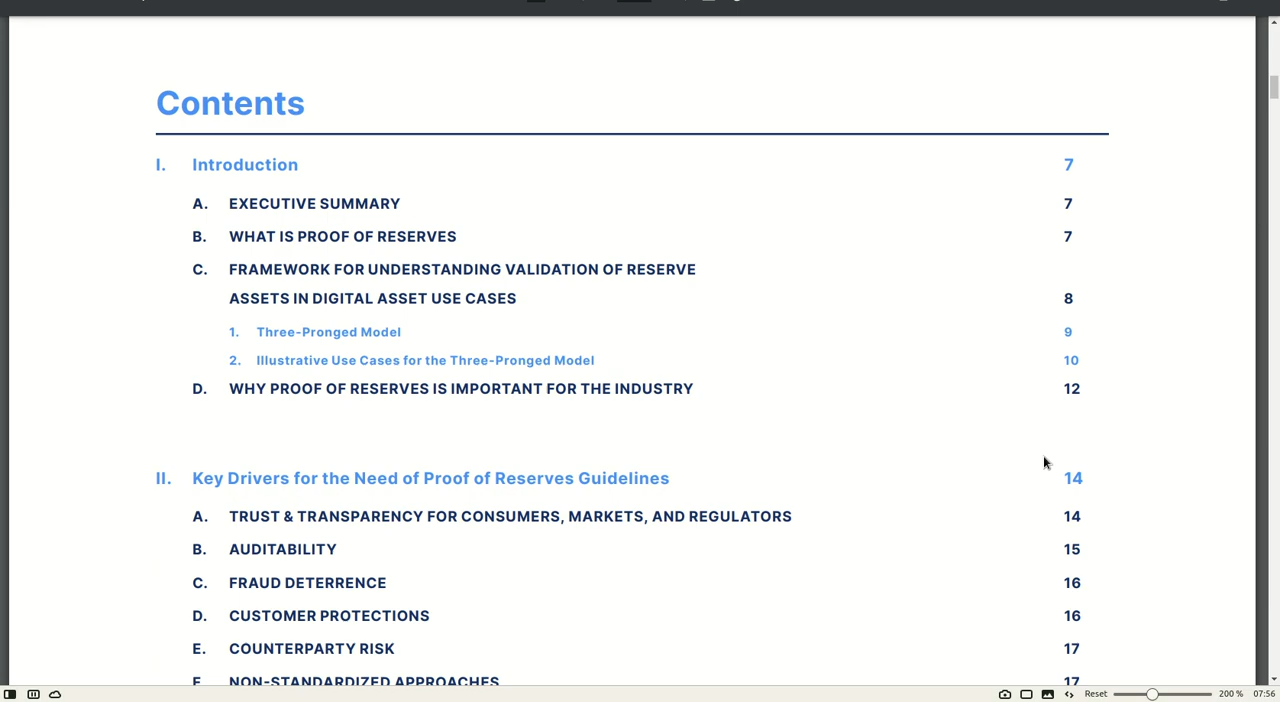 Contents
I. Introduction 7
A. EXECUTIVE SUMMARY 7
B. WHAT IS PROOF OF RESERVES 7
C. FRAMEWORK FOR UNDERSTANDING VALIDATION OF RESERVE
ASSETS IN DIGITAL ASSET USE CASES 8
1. Three-Pronged Model 9
2. Illustrative Use Cases for the Three-Pronged Model 10
D. WHY PROOF OF RESERVES IS IMPORTANT FOR THE INDUSTRY 12
II. Key Drivers for the Need of Proof of Reserves Guidelines 14
A. TRUST & TRANSPARENCY FOR CONSUMERS, MARKETS, AND REGULATORS 14
B. AUDITABILITY 15
C. FRAUD DETERRENCE 16
D. CUSTOMER PROTECTIONS 16
E. COUNTERPARTY RISK 17
F. NON-STANDARDIZED APPROACHES 17
Reset 200 % 07:56